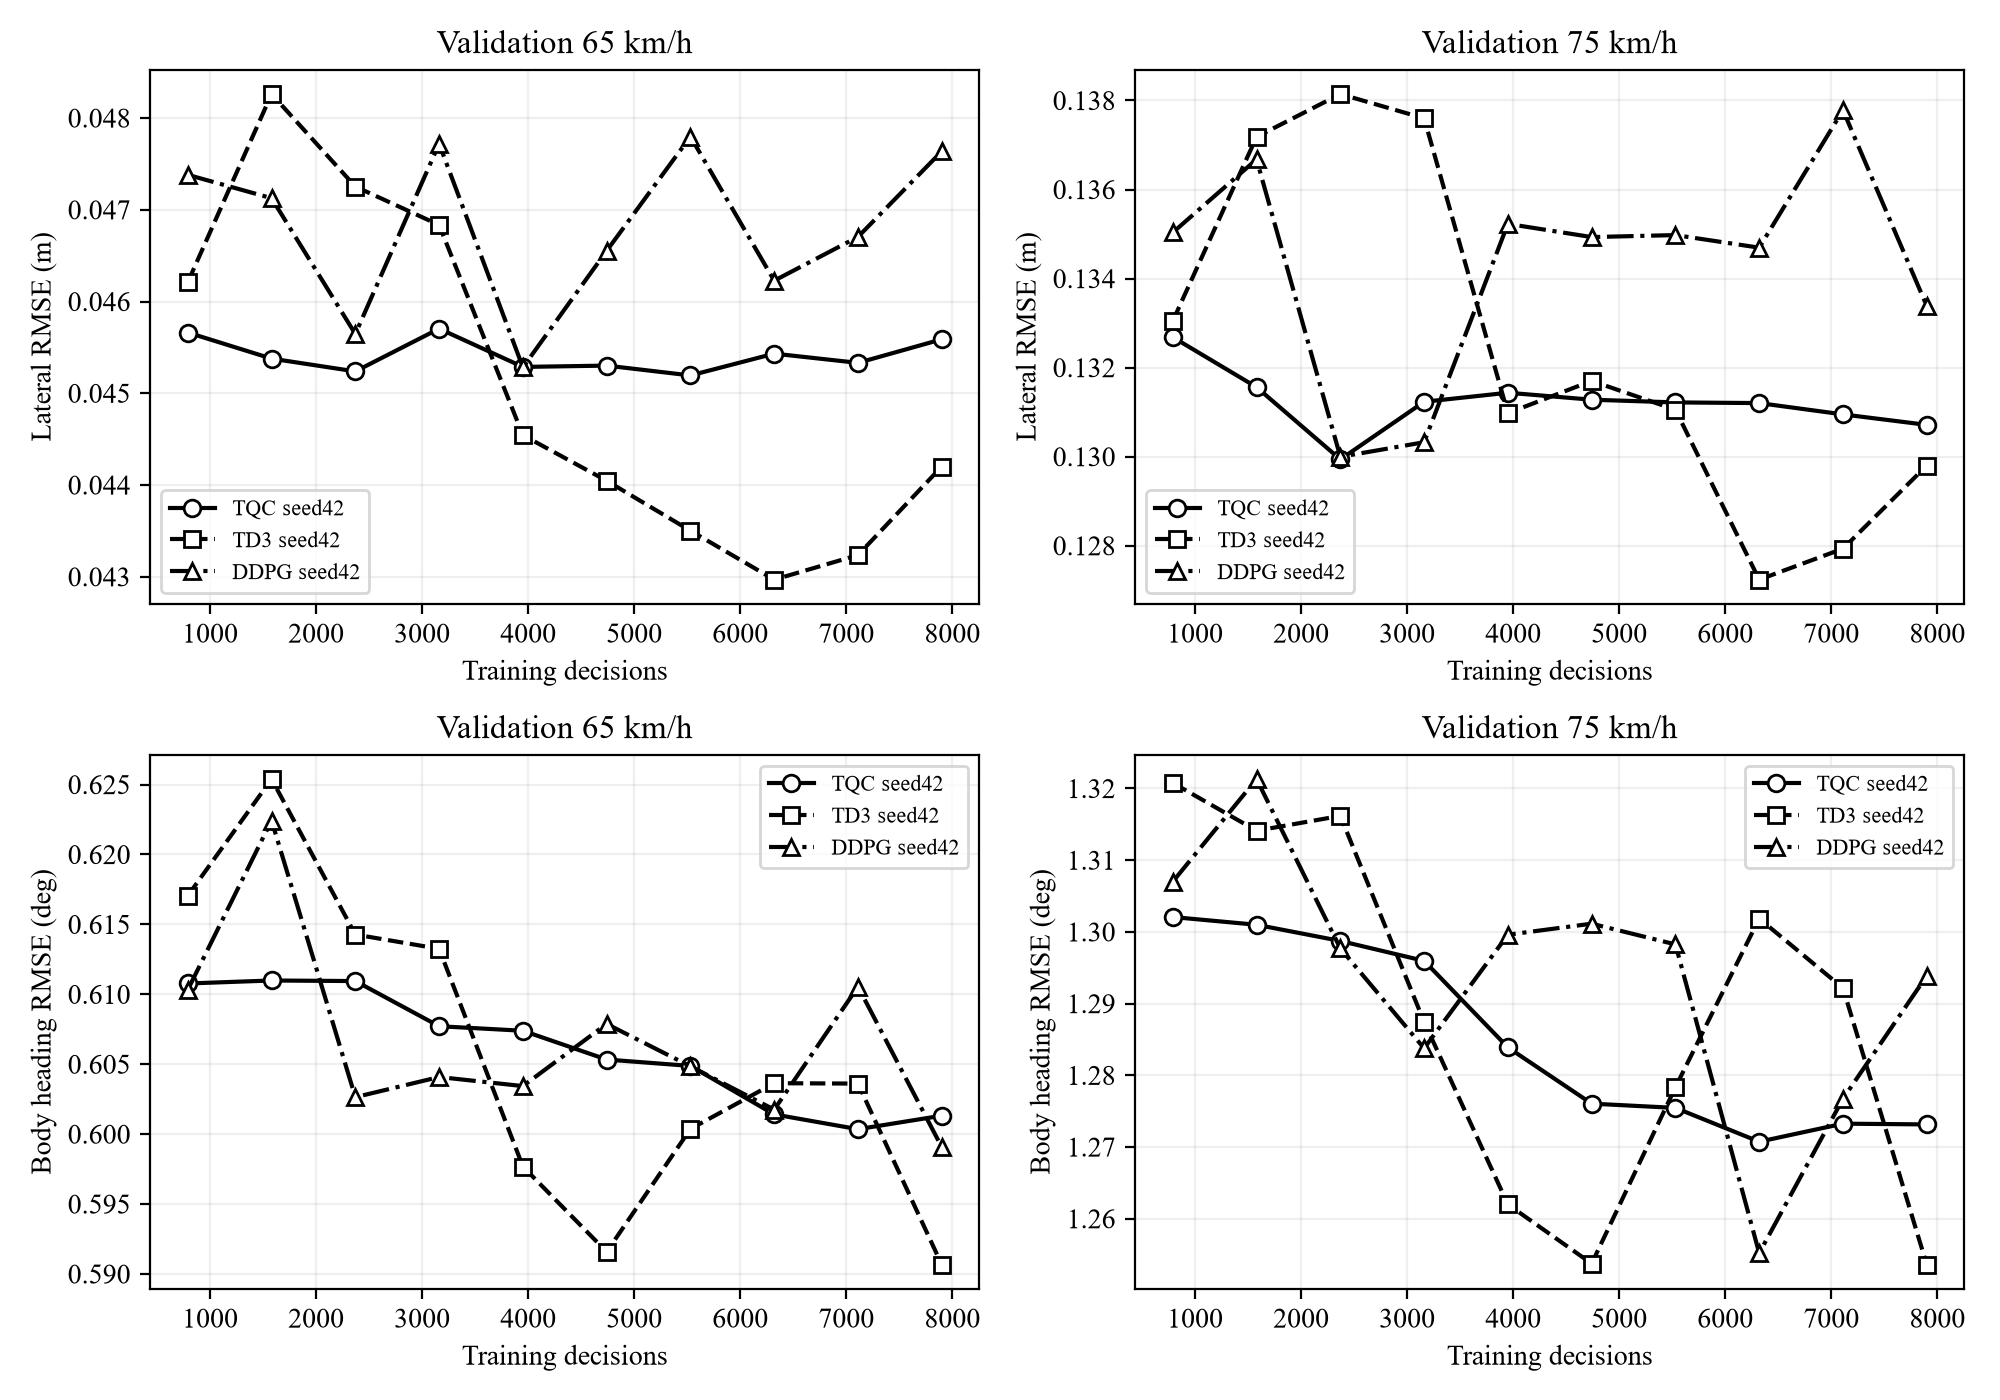 Validation 65 km/h
Lateral RMSE (m)
0.048
0.047
0.046
0.045
0.044
0.043
TQC seed42
TD3 seed42
DDPG seed42
1000 2000 3000 4000 5000 6000 7000 8000
Training decisions
Validation 75 km/h
Lateral RMSE (m)
0.138
0.136
0.134
0.132
0.130
0.128
TQC seed42
TD3 seed42
DDPG seed42
1000 2000 3000 4000 5000 6000 7000 8000
Training decisions
Validation 65 km/h
Body heading RMSE (deg)
0.625
0.620
0.615
0.610
0.605
0.600
0.595
0.590
TQC seed42
TD3 seed42
DDPG seed42
1000 2000 3000 4000 5000 6000 7000 8000
Training decisions
Validation 75 km/h
Body heading RMSE (deg)
1.32
1.31
1.30
1.29
1.28
1.27
1.26
TQC seed42
TD3 seed42
DDPG seed42
1000 2000 3000 4000 5000 6000 7000 8000
Training decisions